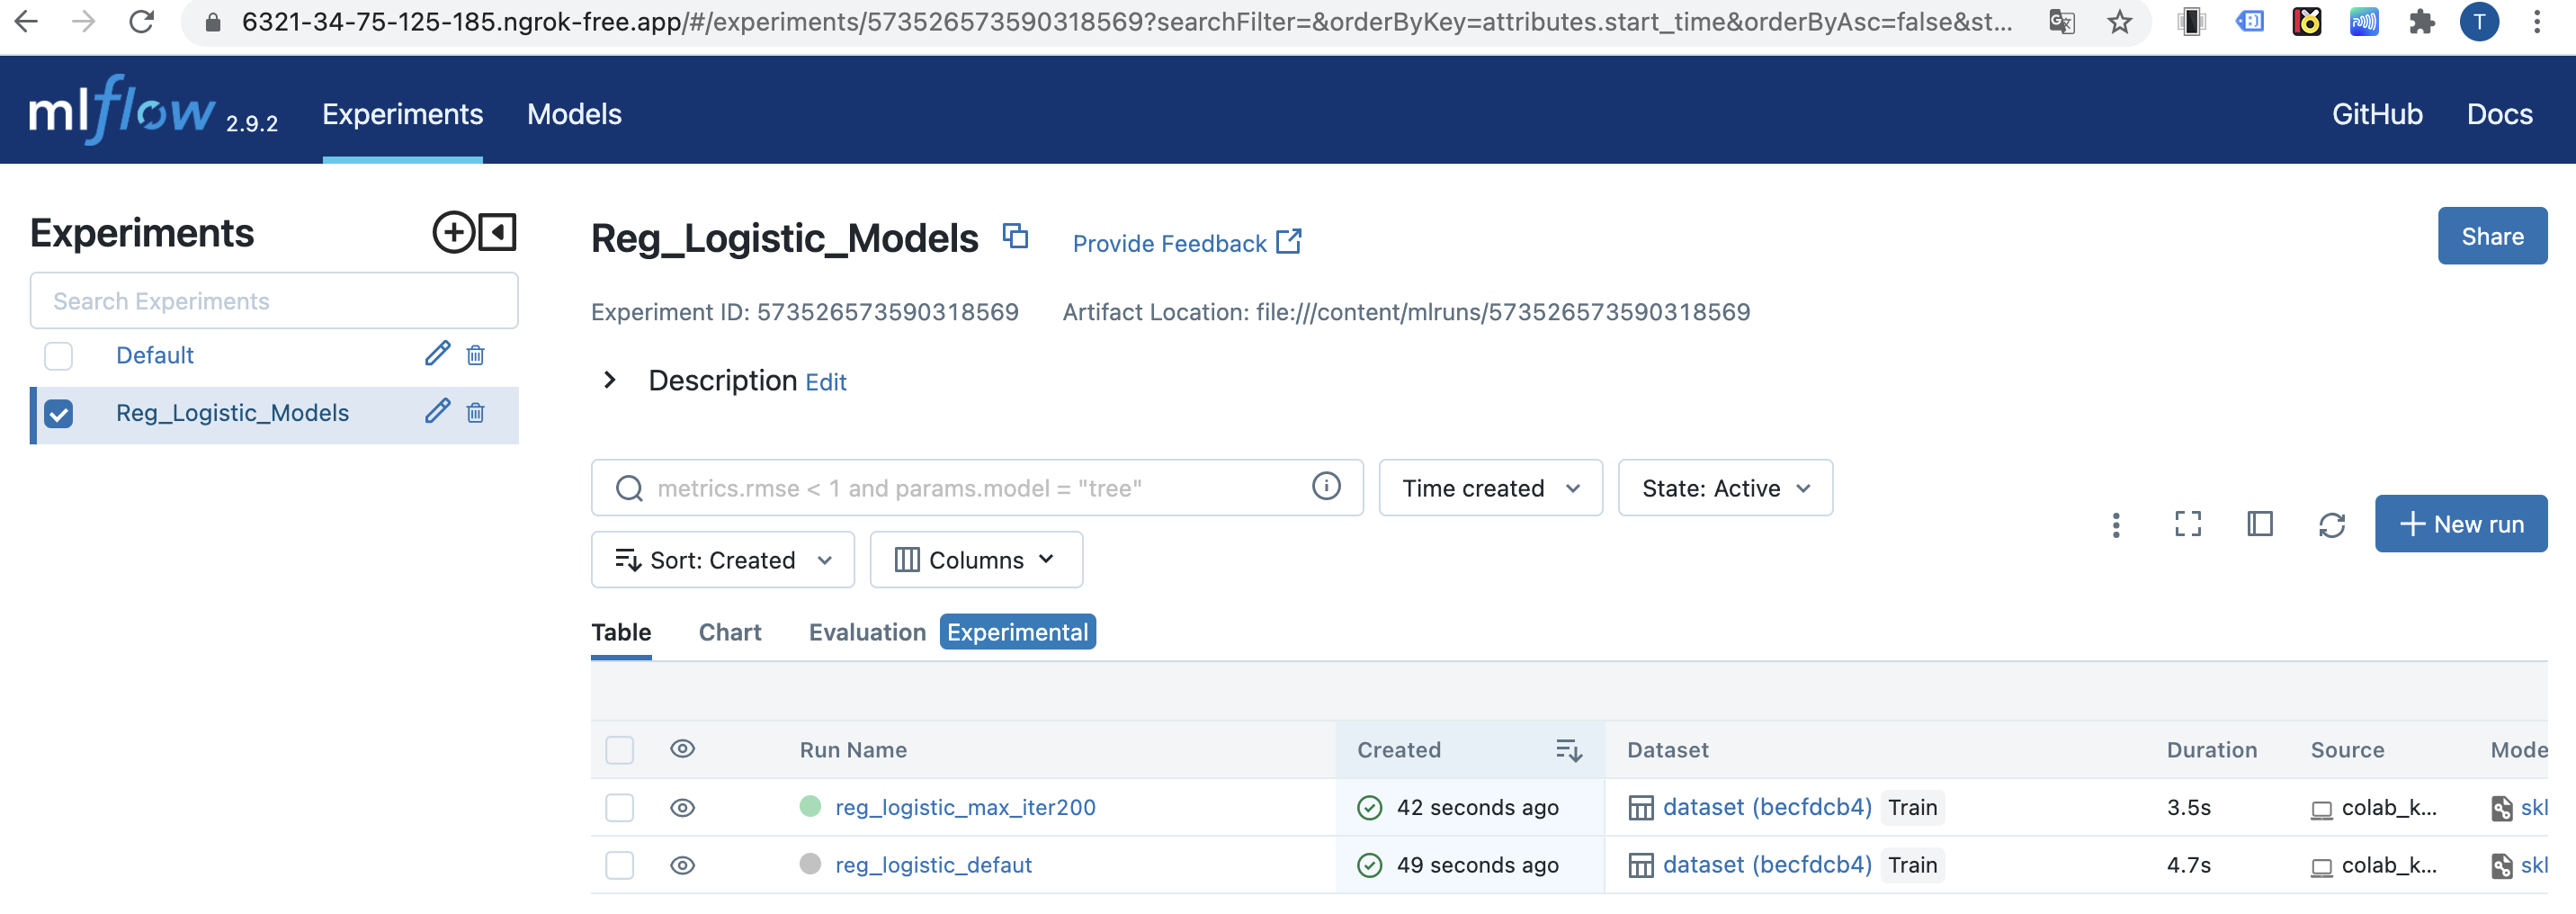 6321-34-75-125-185.ngrok-free.app/#/experiments/573526573590318569?searchFilter=&orderByKey=attributes.start_time&orderByAsc=false&st...
T
mlflow 2.9.2 Experiments Models GitHub Docs
Experiments
Search Experiments
Default
Reg_Logistic_Models
Reg_Logistic_Models Provide Feedback Share
Experiment ID: 573526573590318569 Artifact Location: file:///content/mlruns/573526573590318569
Description Edit
metrics.rmse < 1 and params.model = "tree" Time created State: Active
Sort: Created Columns + New run
Table Chart Evaluation Experimental
Run Name Created Dataset Duration Source Mode
reg_logistic_max_iter200 42 seconds ago dataset (becfdcb4) Train 3.5s colab_k... skl
reg_logistic_defaut 49 seconds ago dataset (becfdcb4) Train 4.7s colab_k... skl